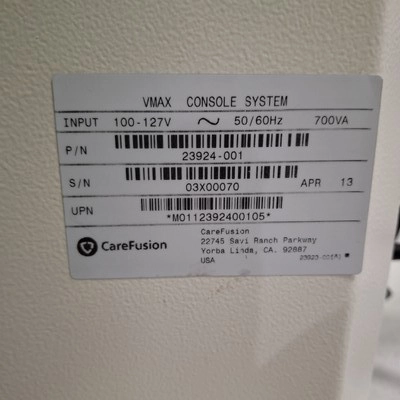 VMAX CONSOLE SYSTEM
INPUT 100-127V ~ 50/60Hz 700VA
P/N 23924-001
S/N 03X00070 APR 13
UPN *M0112392400105*
CareFusion
CareFusion
22745 Savi Ranch Parkway
Yorba Linda, CA. 92887
USA